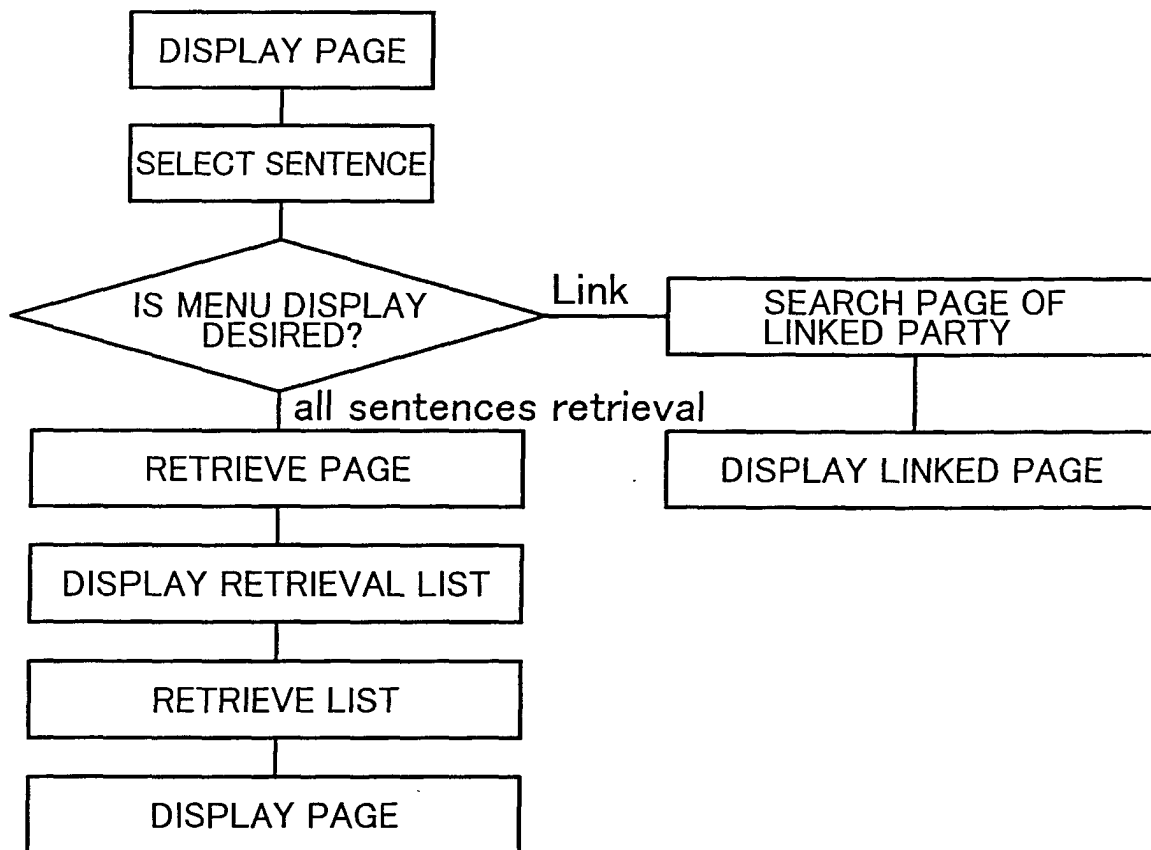 DISPLAY PAGE
SELECT SENTENCE
IS MENU DISPLAY
DESIRED?
Link
SEARCH PAGE OF
LINKED PARTY
all sentences retrieval
RETRIEVE PAGE
DISPLAY LINKED PAGE
DISPLAY RETRIEVAL LIST
RETRIEVE LIST
DISPLAY PAGE